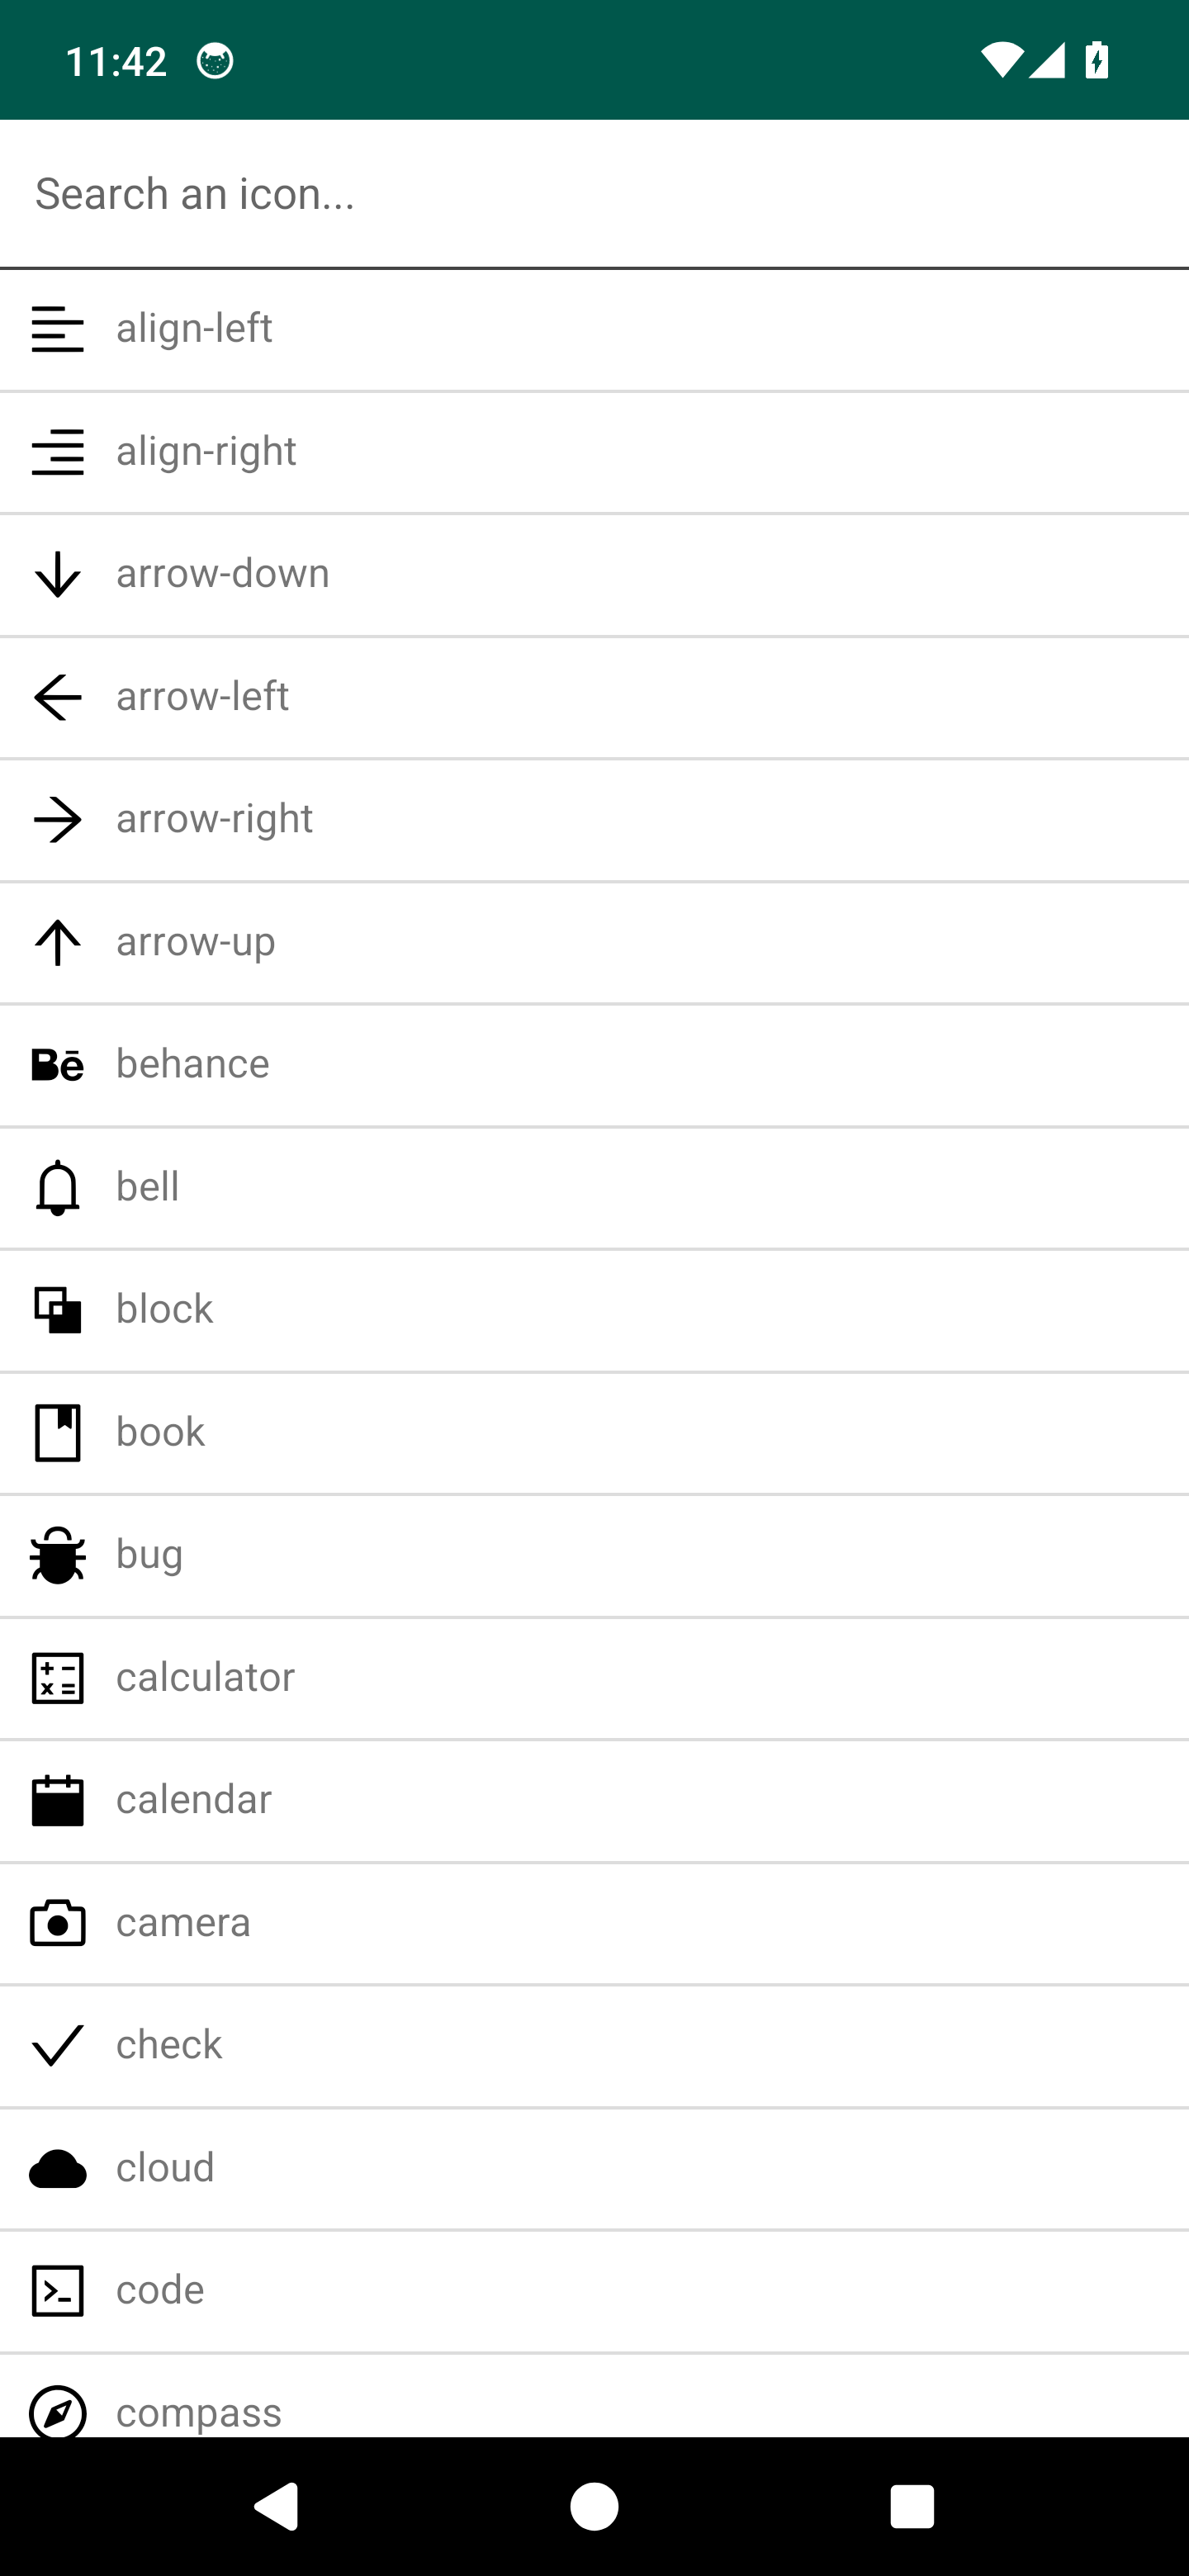 11:42
Search an icon...
align-left
align-right
arrow-down
arrow-left
arrow-right
arrow-up
Bē behance
bell
block
book
bug
calculator
calendar
camera
check
cloud
code
compass